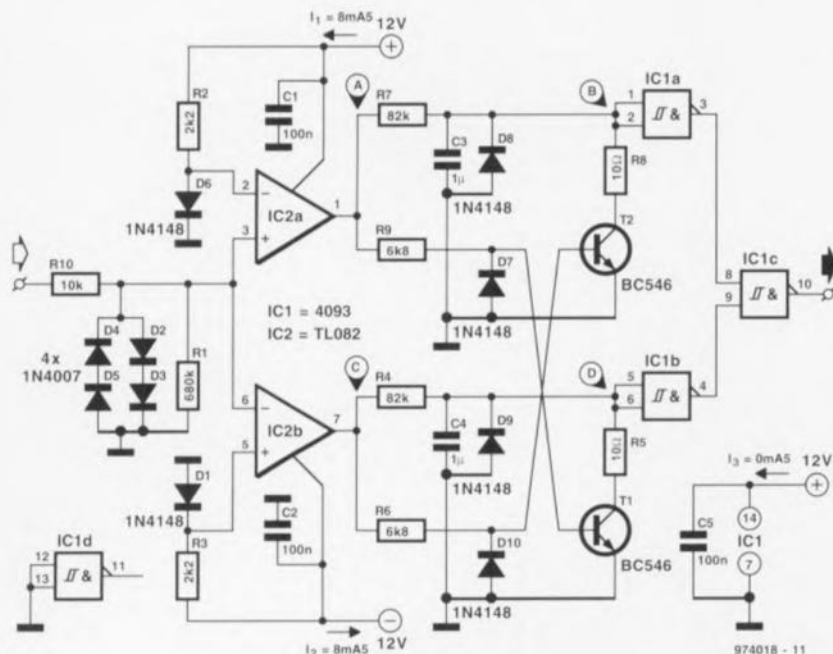 I1 = 8mA5
12V
+
R2
2k2
C1
100n
D6
1N4148
2
−
3
+
IC2a
1
A
R7
82k
C3
1µ
D8
1N4148
B
1
2
IC1a
&
3
R8
10Ω
T2
BC546
R9
6k8
D7
1N4148
R10
10k
D4
D2
4x
1N4007
D5
D3
R1
680k
IC1 = 4093
IC2 = TL082
8
9
IC1c
&
10
6
−
5
+
IC2b
7
C
R4
82k
C4
1µ
D9
1N4148
D
5
6
IC1b
&
4
R5
10Ω
T1
BC546
R6
6k8
D10
1N4148
D1
1N4148
R3
2k2
C2
100n
IC1d
12
13
&
11
−
12V
I2 = 8mA5
I3 = 0mA5
12V
+
C5
100n
14
IC1
7
974018 - 11